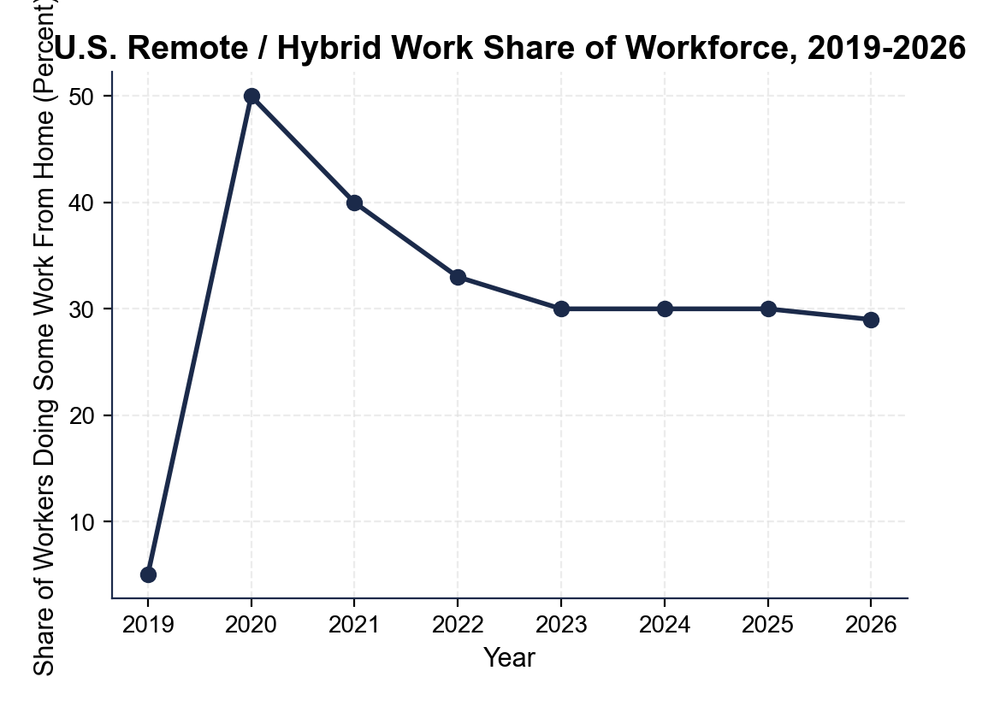 U.S. Remote / Hybrid Work Share of Workforce, 2019-2026
Share of Workers Doing Some Work From Home (Percent)
50
40
30
20
10
2019 2020 2021 2022 2023 2024 2025 2026
Year